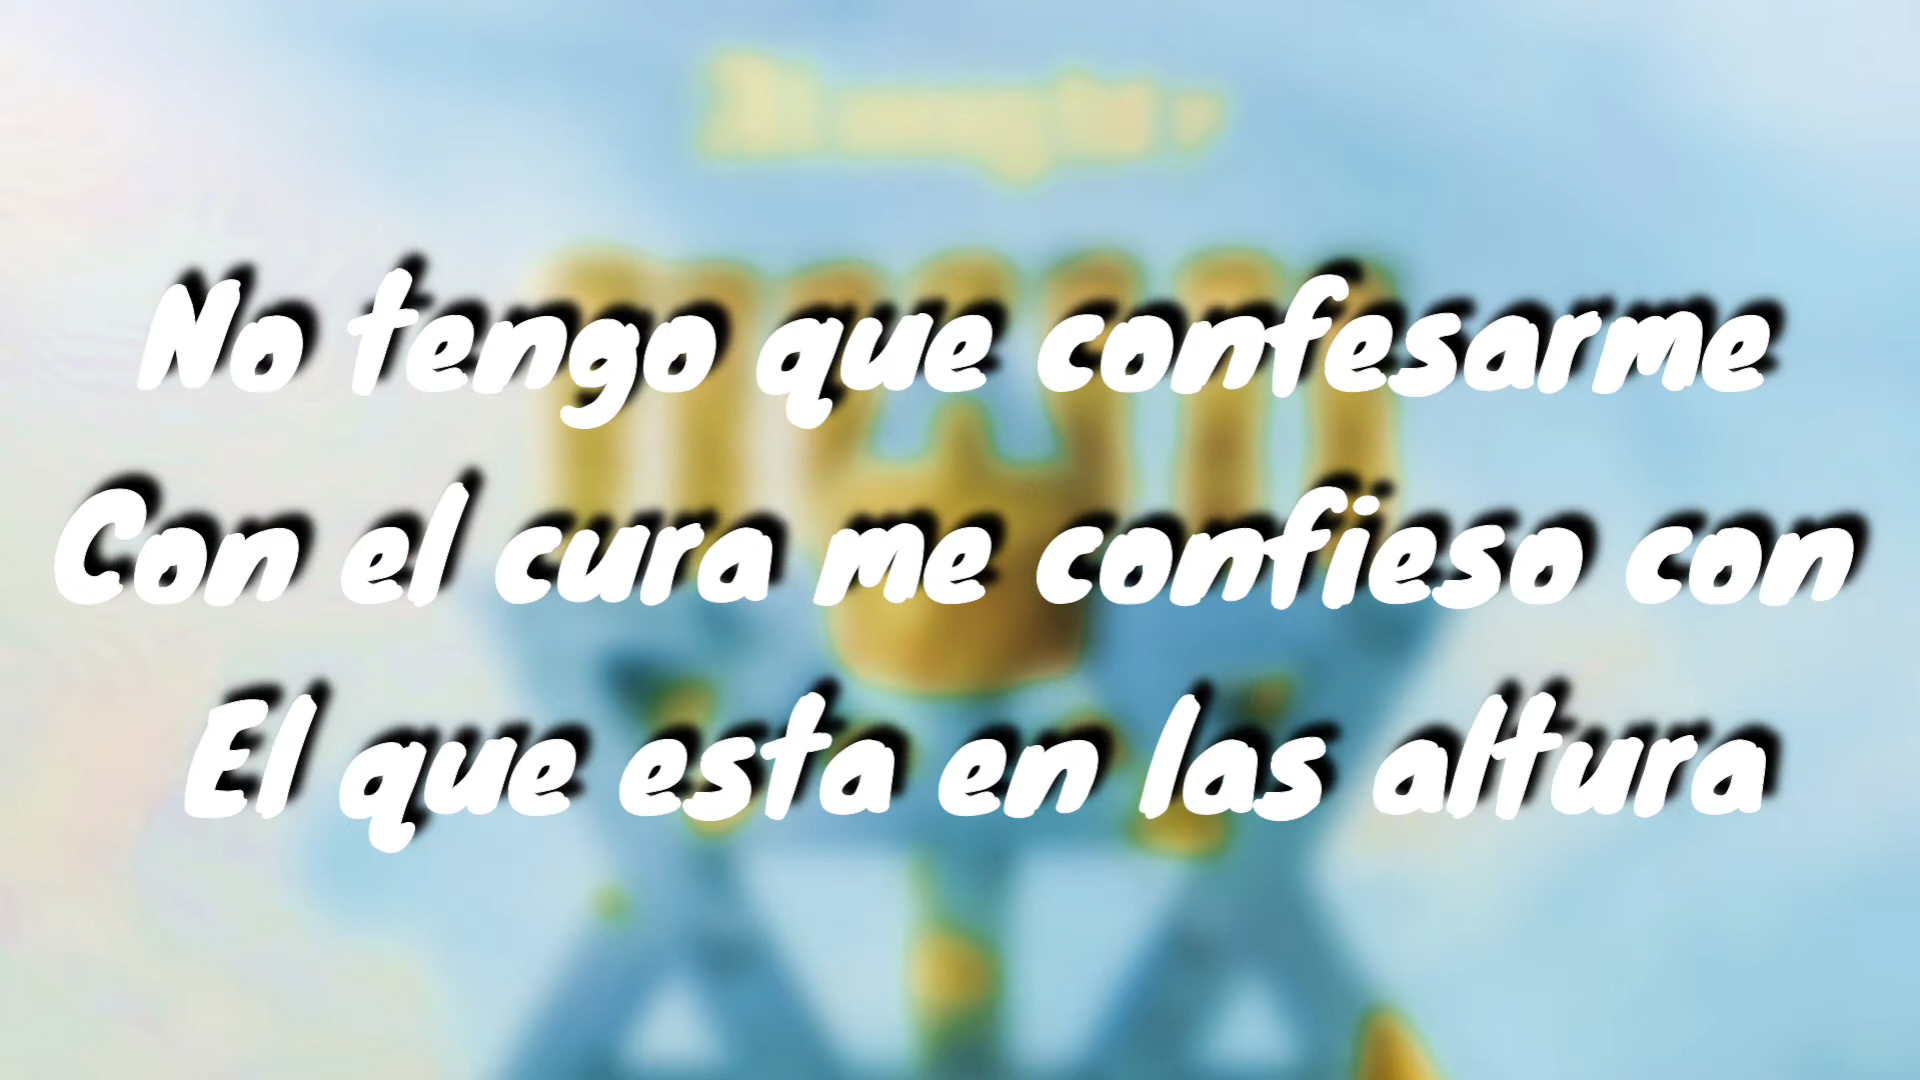 No tengo que confesarme
Con el cura me confieso con
El que esta en las altura